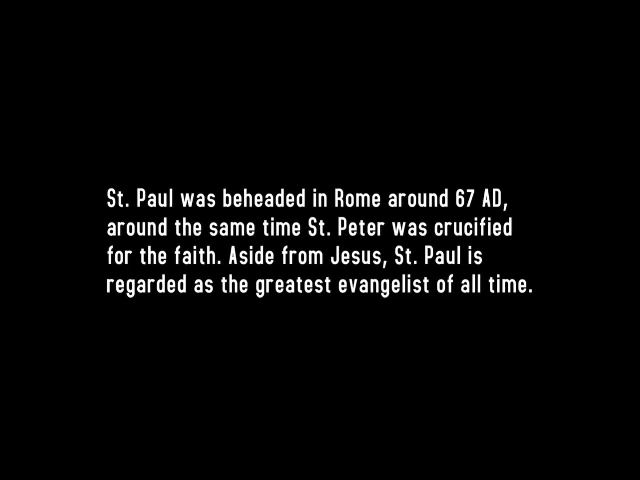 St. Paul was beheaded in Rome around 67 AD,
around the same time St. Peter was crucified
for the faith. Aside from Jesus, St. Paul is
regarded as the greatest evangelist of all time.